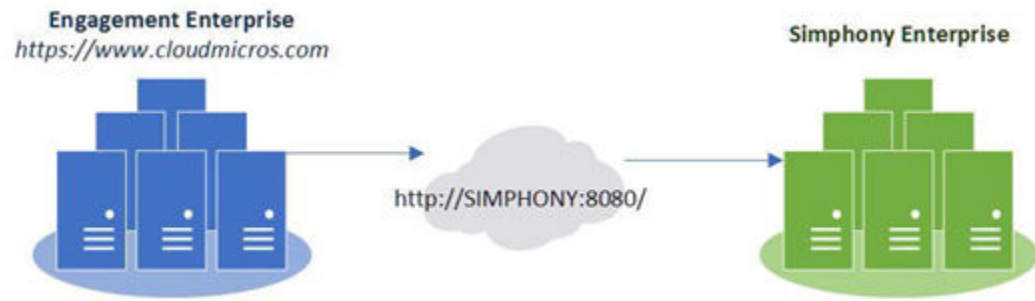 Engagement Enterprise
https://www.cloudmicros.com
Simphony Enterprise
http://SIMPHONY:8080/